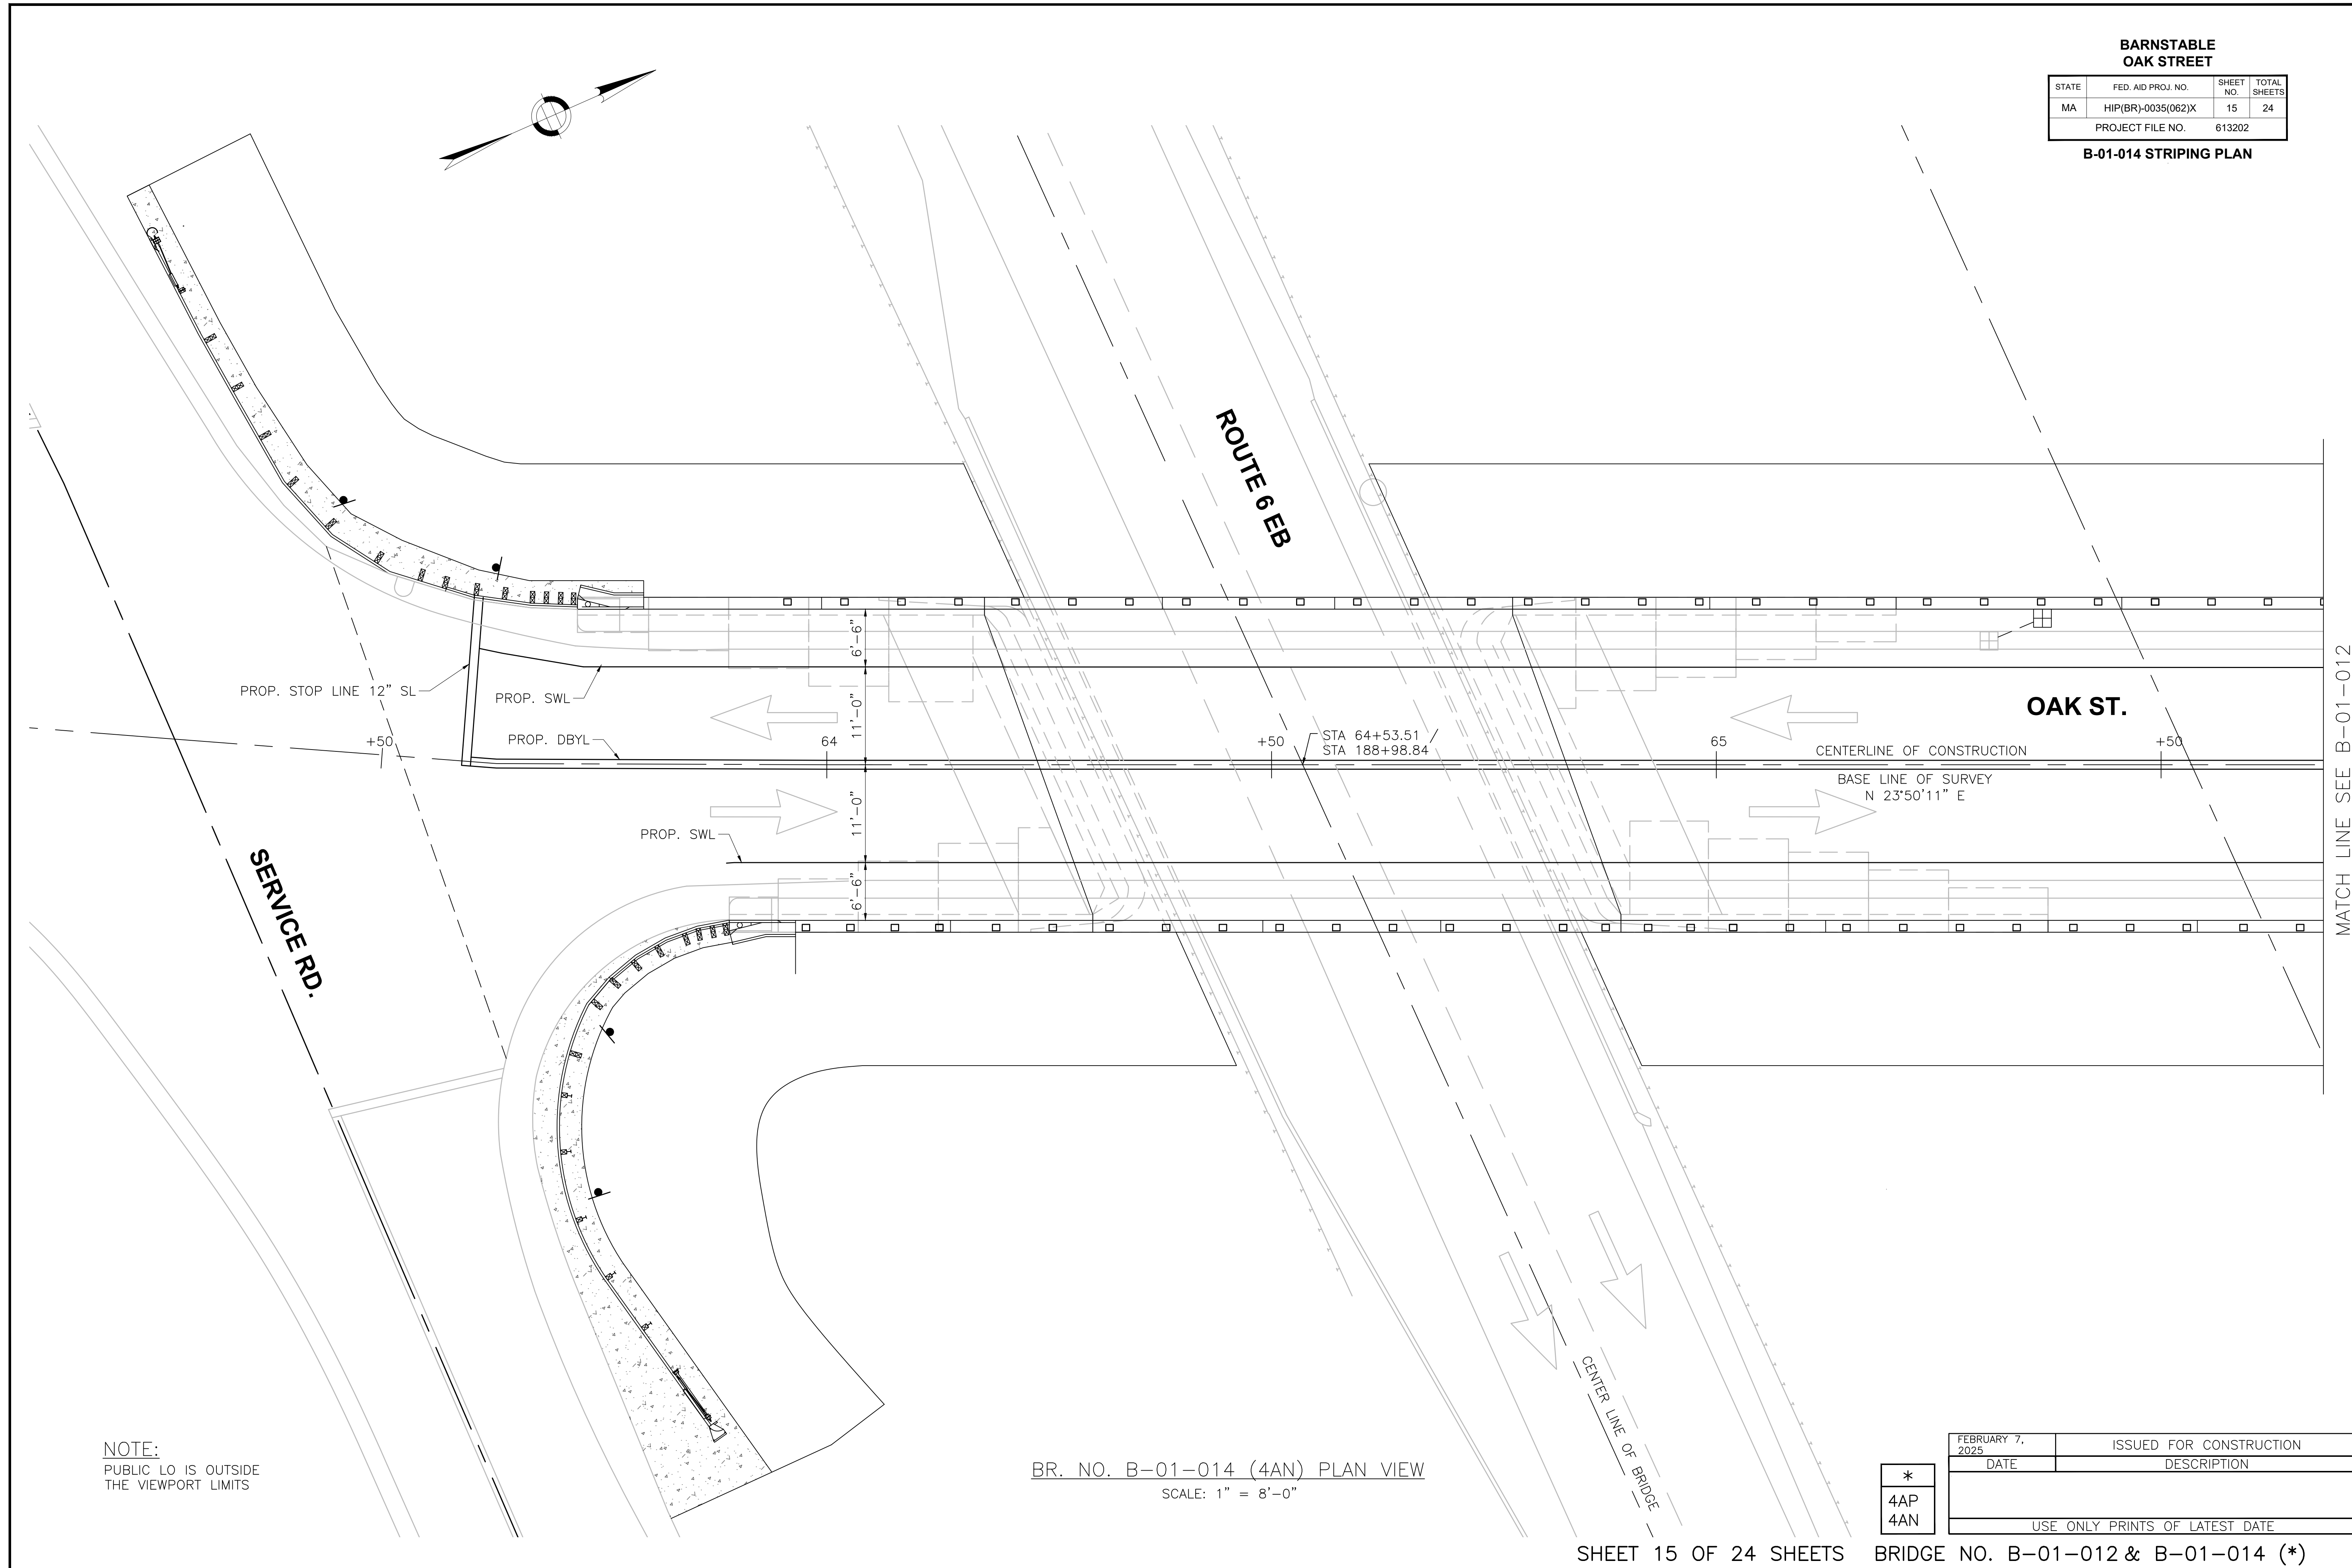 BARNSTABLE
OAK STREET
STATE FED. AID PROJ. NO. SHEET NO. TOTAL SHEETS
MA HIP(BR)-0035(062)X 15 24
PROJECT FILE NO. 613202
B-01-014 STRIPING PLAN
ROUTE 6 EB
PROP. STOP LINE 12" SL
PROP. SWL
PROP. DBYL
6'-6"
11'-0"
11'-0"
6'-6"
+50
64
+50
65
+50
STA 64+53.51 /
STA 188+98.84
OAK ST.
CENTERLINE OF CONSTRUCTION
BASE LINE OF SURVEY
N 23°50'11" E
PROP. SWL
MATCH LINE SEE B-01-012
SERVICE RD.
CENTER LINE OF BRIDGE
NOTE:
PUBLIC LO IS OUTSIDE
THE VIEWPORT LIMITS
BR. NO. B-01-014 (4AN) PLAN VIEW
SCALE: 1" = 8'-0"
*
4AP
4AN
FEBRUARY 7, 2025 ISSUED FOR CONSTRUCTION
DATE DESCRIPTION
USE ONLY PRINTS OF LATEST DATE
SHEET 15 OF 24 SHEETS BRIDGE NO. B-01-012 & B-01-014 (*)